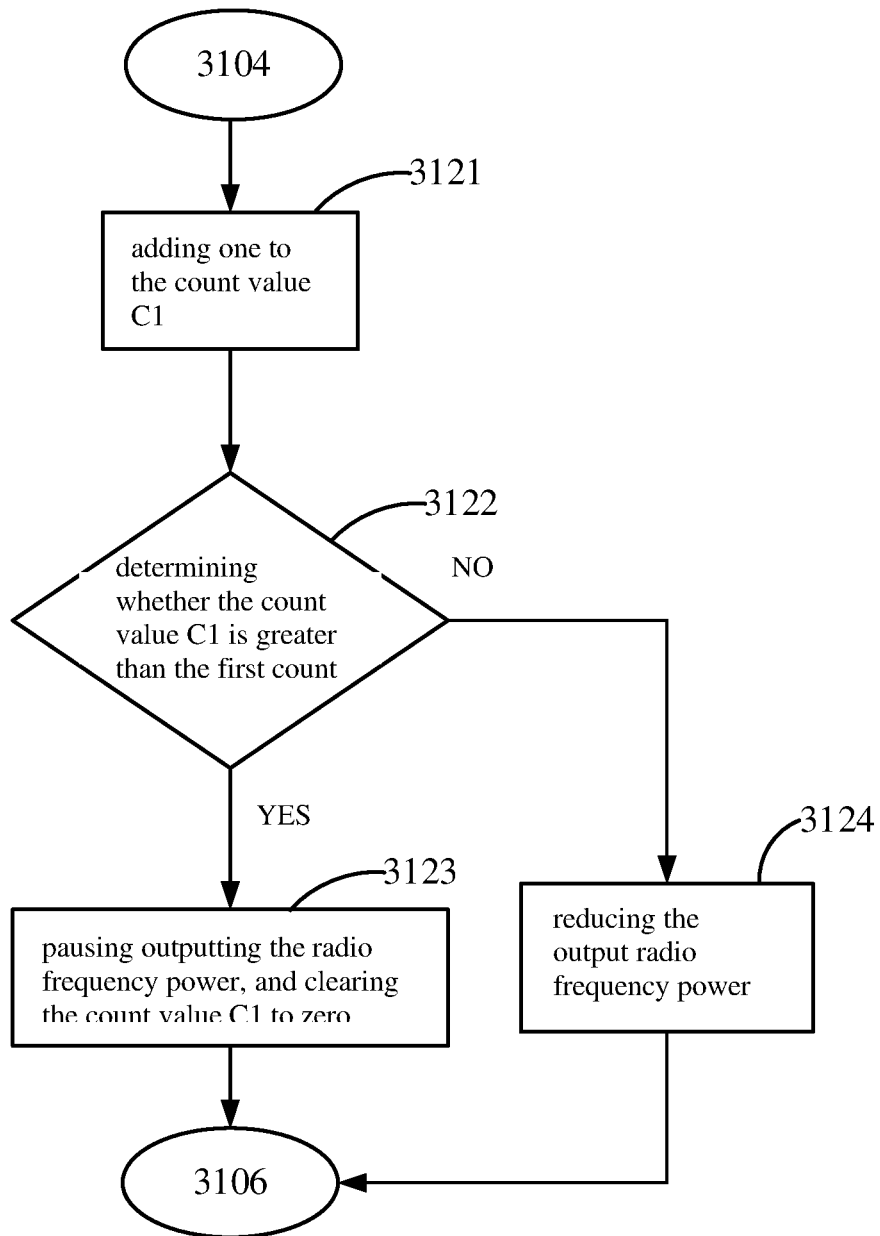 3104
3121
adding one to
the count value
C1
3122
determining
whether the count
value C1 is greater
than the first count
NO
YES
3123
pausing outputting the radio
frequency power, and clearing
the count value C1 to zero
3124
reducing the
output radio
frequency power
3106